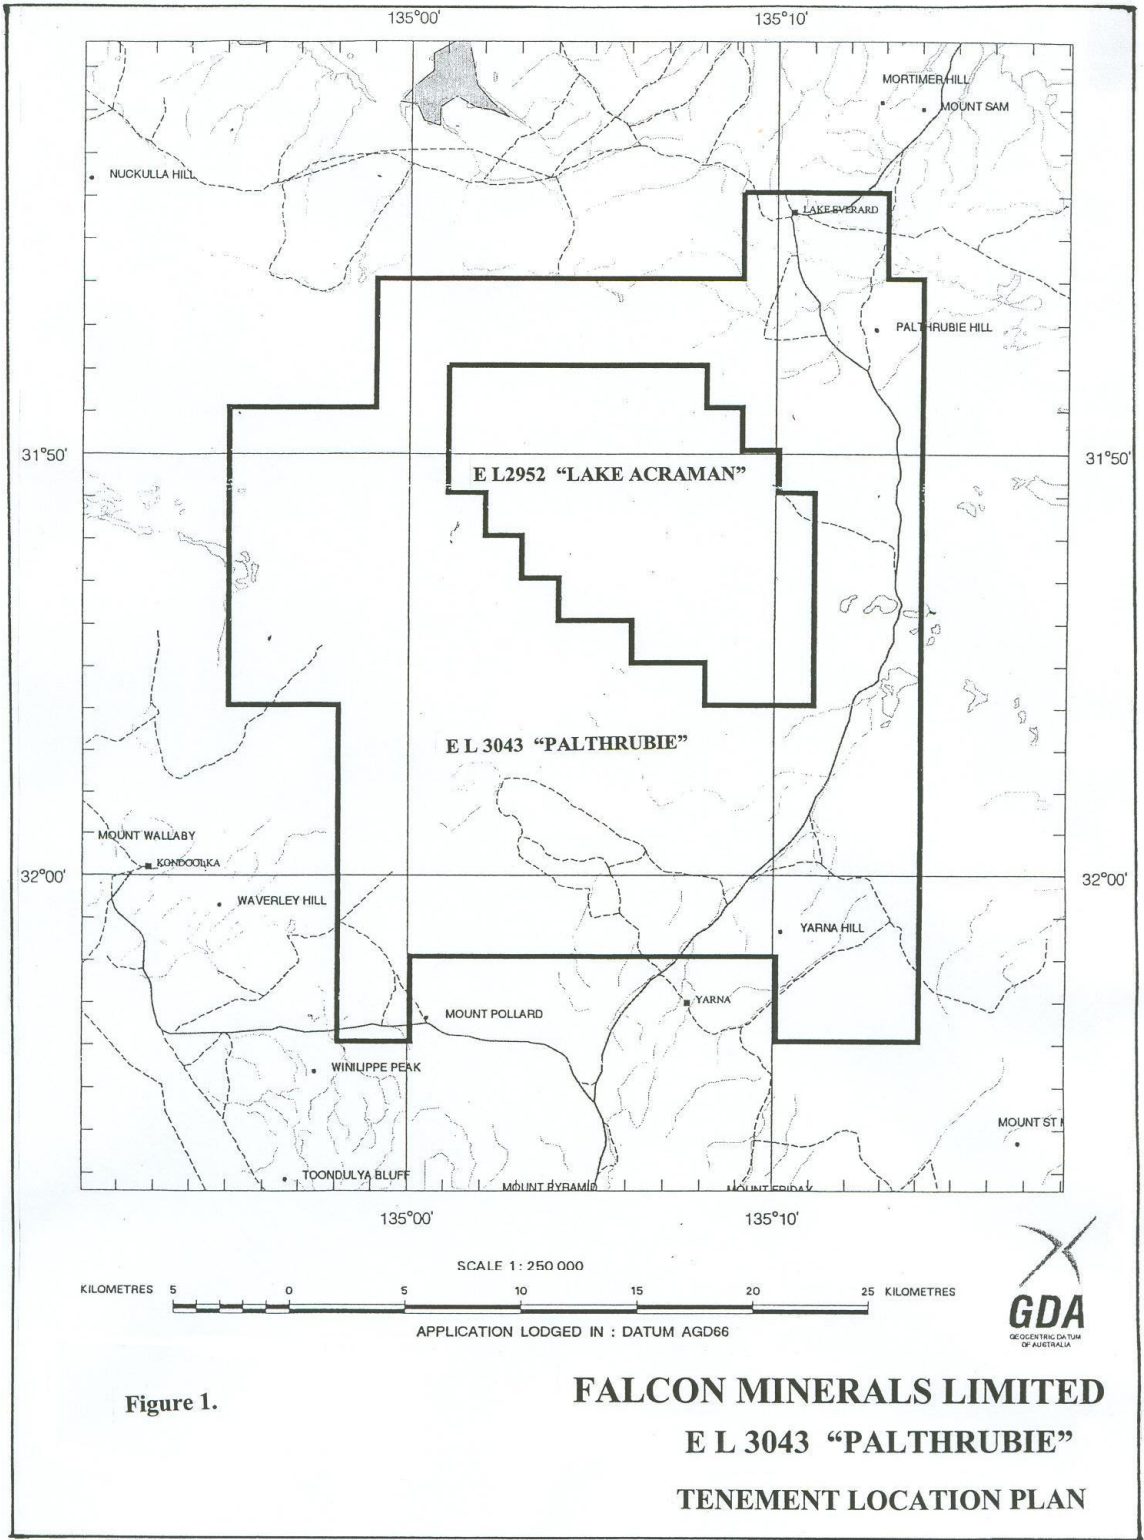 135°00' 135°10'
MORTIMER HILL
MOUNT SAM
NUCKULLA HILL
LAKE EVERARD
PALTHRUBIE HILL
31°50' 31°50'
E L2952 “LAKE ACRAMAN”
E L 3043 “PALTHRUBIE”
MOUNT WALLABY
KONDOOLKA
32°00' 32°00'
WAVERLEY HILL
YARNA HILL
YARNA
MOUNT POLLARD
WINILIPPE PEAK
MOUNT ST
TOONDULYA BLUFF
MOUNT PYRAMID
MOUNT FRIDAY
135°00' 135°10'
SCALE 1: 250 000
KILOMETRES 5 0 5 10 15 20 25 KILOMETRES
APPLICATION LODGED IN : DATUM AGD66
GDA
GEOCENTRIC DATUM
OF AUSTRALIA
Figure 1.
FALCON MINERALS LIMITED
E L 3043 “PALTHRUBIE”
TENEMENT LOCATION PLAN